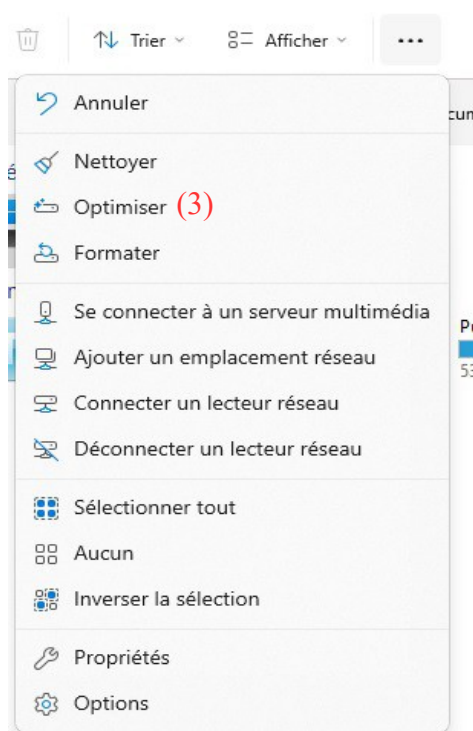 Trier Afficher ...
Annuler
cum
Nettoyer
é
Optimiser (3)
Formater
Se connecter à un serveur multimédia
Ajouter un emplacement réseau
Connecter un lecteur réseau
Déconnecter un lecteur réseau
Sélectionner tout
Aucun
Inverser la sélection
Propriétés
Options